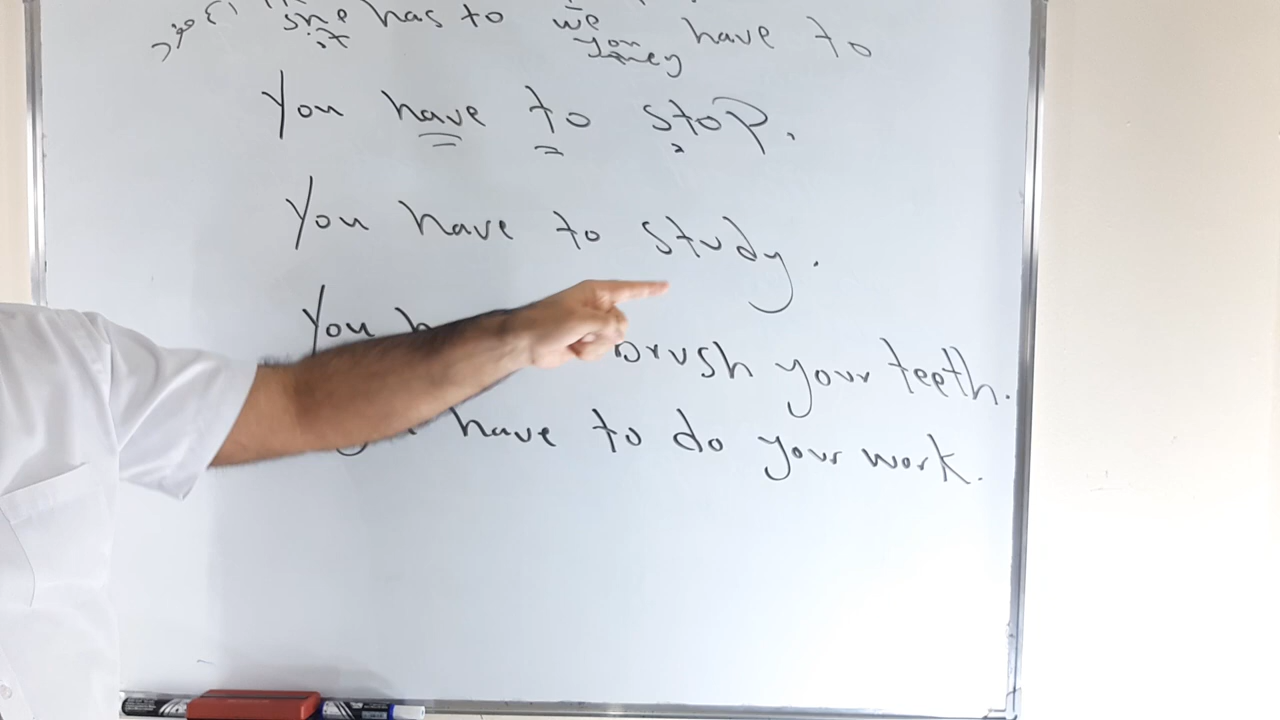 she has to we have to
it you
they
You have to stop.
You have to study.
You brush your teeth.
have to do your work.